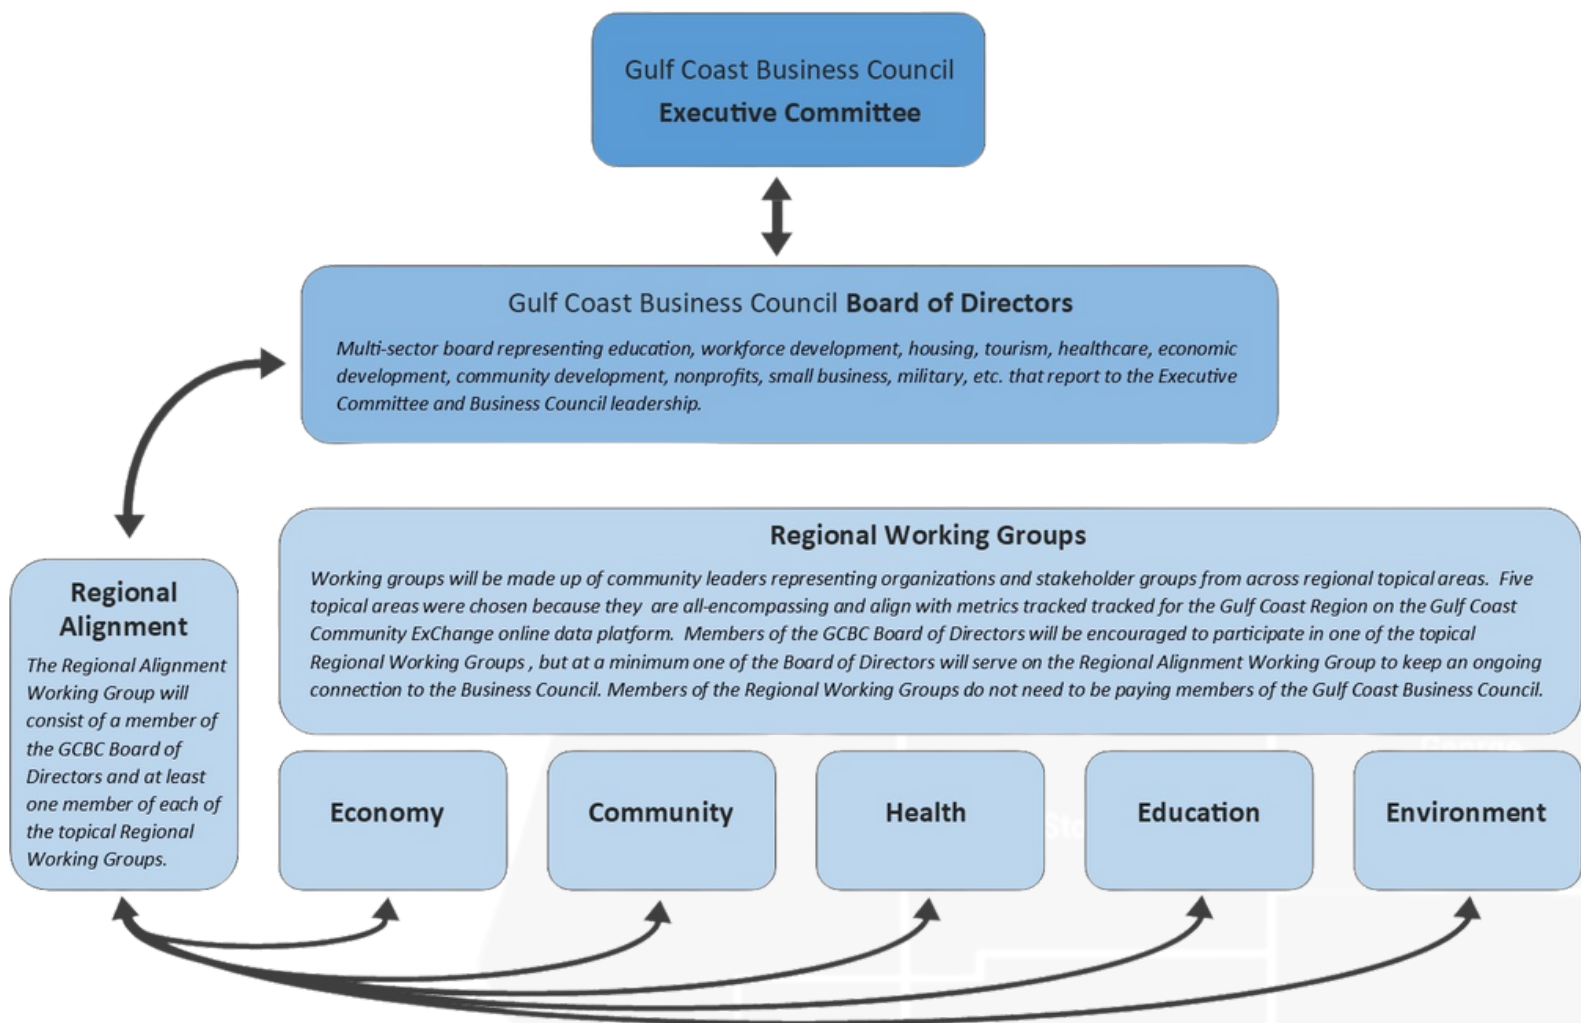 Gulf Coast Business Council
Executive Committee
Gulf Coast Business Council Board of Directors
Multi-sector board representing education, workforce development, housing, tourism, healthcare, economic
development, community development, nonprofits, small business, military, etc. that report to the Executive
Committee and Business Council leadership.
Regional Working Groups
Working groups will be made up of community leaders representing organizations and stakeholder groups from across regional topical areas. Five
topical areas were chosen because they are all-encompassing and align with metrics tracked tracked for the Gulf Coast Region on the Gulf Coast
Community ExChange online data platform. Members of the GCBC Board of Directors will be encouraged to participate in one of the topical
Regional Working Groups , but at a minimum one of the Board of Directors will serve on the Regional Alignment Working Group to keep an ongoing
connection to the Business Council. Members of the Regional Working Groups do not need to be paying members of the Gulf Coast Business Council.
Regional
Alignment
The Regional Alignment
Working Group will
consist of a member of
the GCBC Board of
Directors and at least
one member of each of
the topical Regional
Working Groups.
Economy
Community
Health
Education
Environment